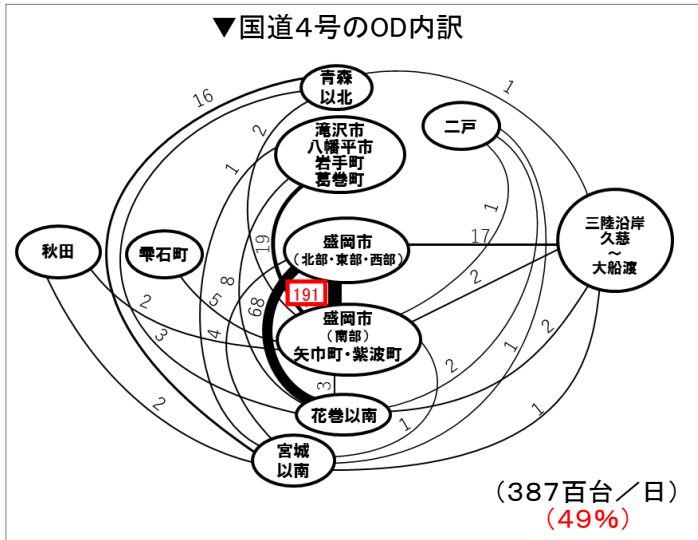 ▼国道4号のOD内訳
青森
以北
16
1
2
二戸
滝沢市
八幡平市
岩手町
葛巻町
1
1
三陸沿岸
久慈
～
大船渡
秋田
雫石町
19
盛岡市
（北部・東部・西部）
17
8
2
191
68
5
2
盛岡市
（南部）
矢巾町・紫波町
3
4
2
1
2
3
花巻以南
2
1
1
宮城
以南
（387百台／日）
（49%）